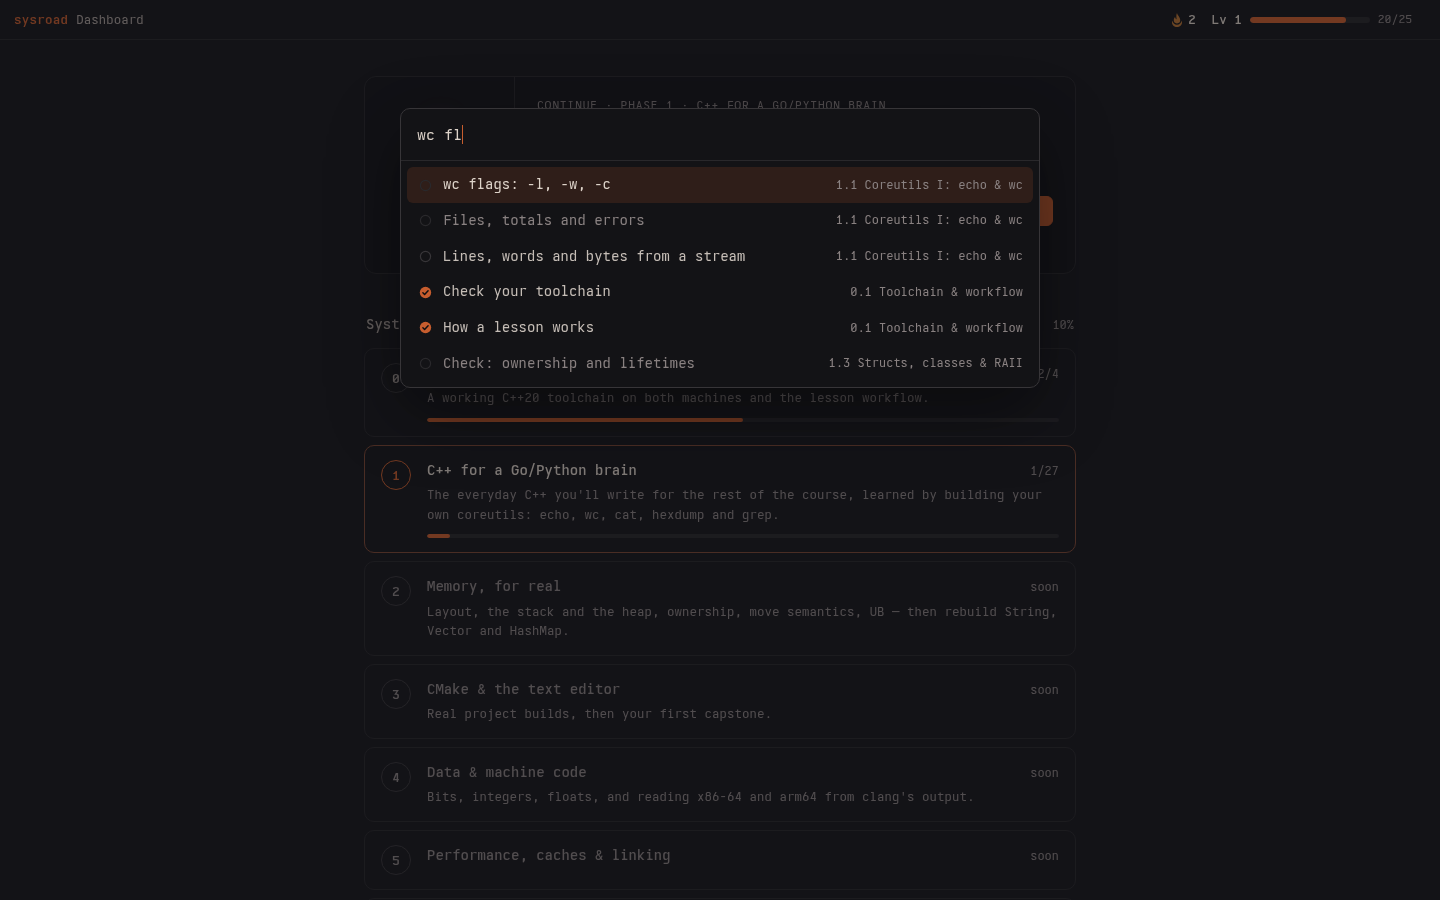 sysroad Dashboard
2 Lv 1 20/25
CONTINUE · PHASE 1 · C++ FOR A GO/PYTHON BRAIN
wc fl
wc flags: -l, -w, -c 1.1 Coreutils I: echo & wc
Files, totals and errors 1.1 Coreutils I: echo & wc
Lines, words and bytes from a stream 1.1 Coreutils I: echo & wc
Check your toolchain 0.1 Toolchain & workflow
How a lesson works 0.1 Toolchain & workflow
Syst 10%
Check: ownership and lifetimes 1.3 Structs, classes & RAII
0 2/4
A working C++20 toolchain on both machines and the lesson workflow.
1 C++ for a Go/Python brain 1/27
The everyday C++ you'll write for the rest of the course, learned by building your
own coreutils: echo, wc, cat, hexdump and grep.
2 Memory, for real soon
Layout, the stack and the heap, ownership, move semantics, UB — then rebuild String,
Vector and HashMap.
3 CMake & the text editor soon
Real project builds, then your first capstone.
4 Data & machine code soon
Bits, integers, floats, and reading x86-64 and arm64 from clang's output.
5 Performance, caches & linking soon